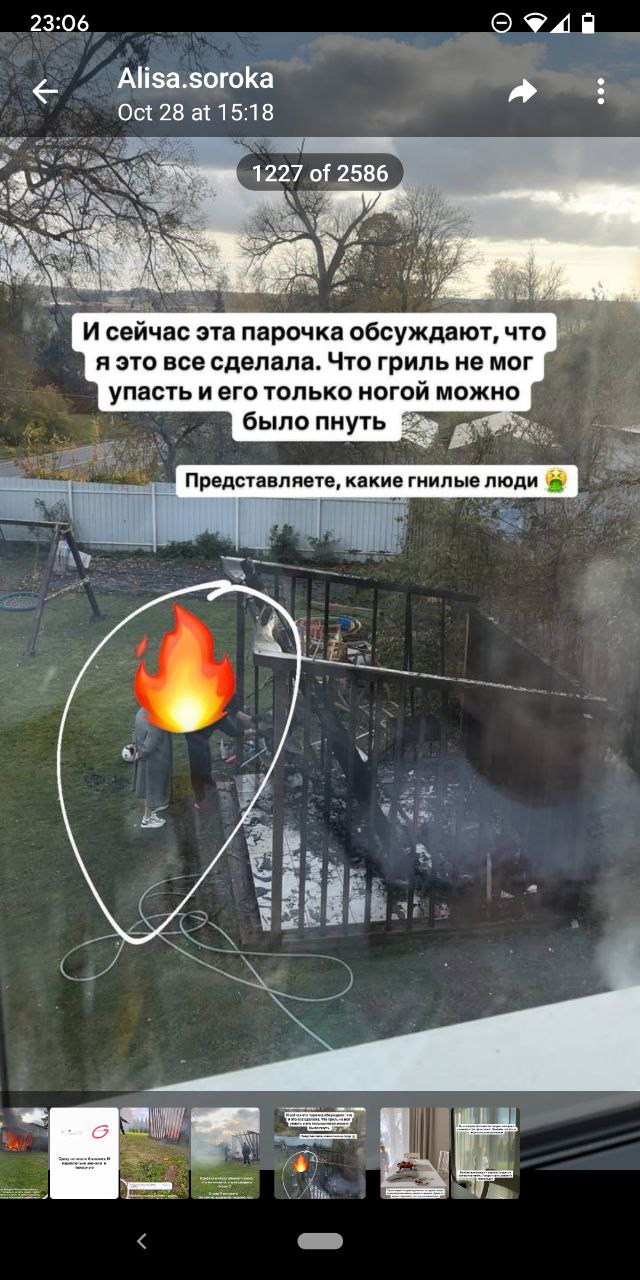 23:06
Alisa.soroka
Oct 28 at 15:18
1227 of 2586
И сейчас эта парочка обсуждают, что
я это все сделала. Что гриль не мог
упасть и его только ногой можно
было пнуть
Представляете, какие гнилые люди 🤮